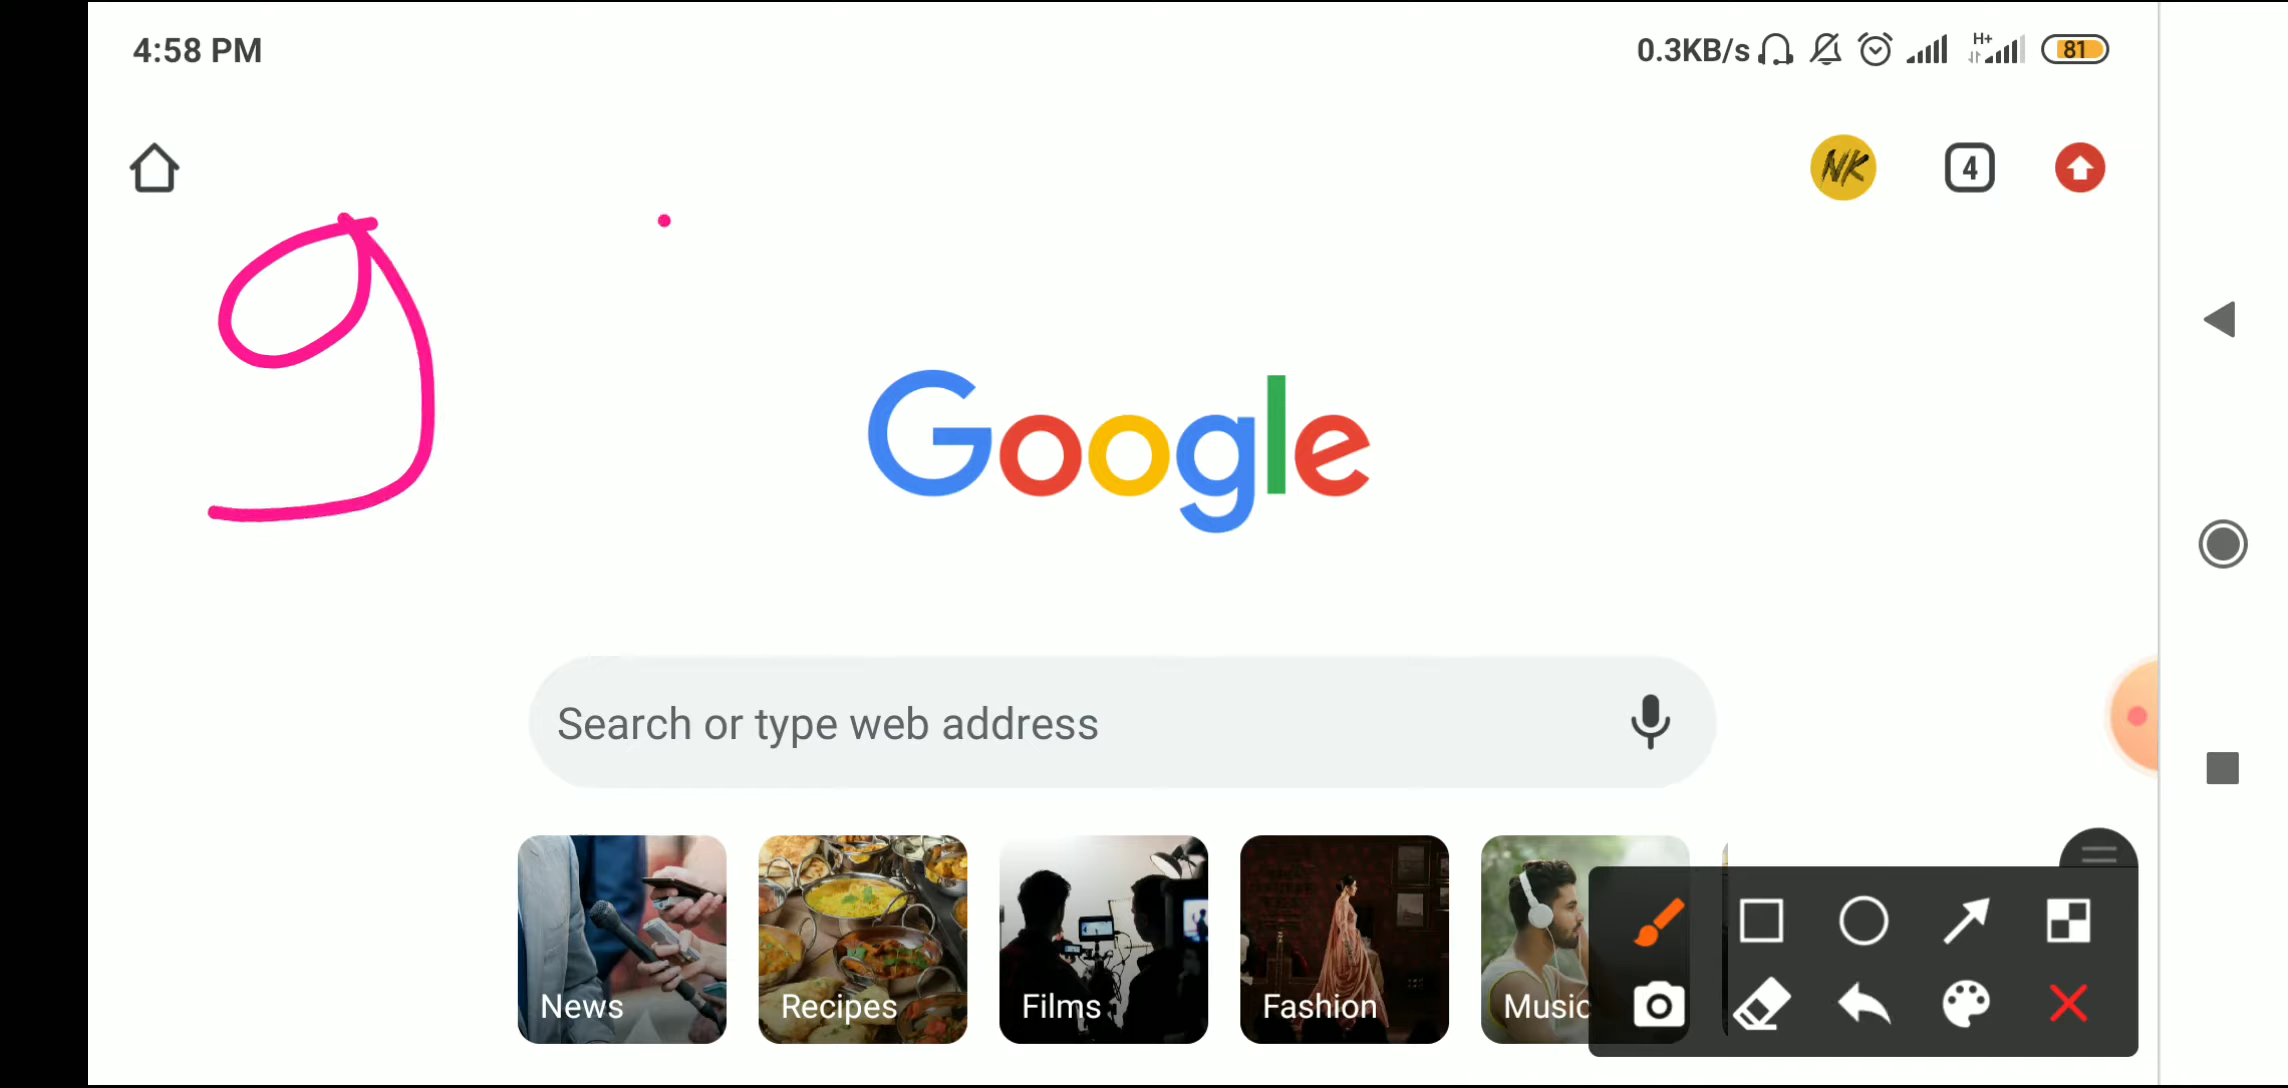 4:58 PM 0.3KB/s H+ 81
NK 4
g
Google
Search or type web address
News Recipes Films Fashion Music